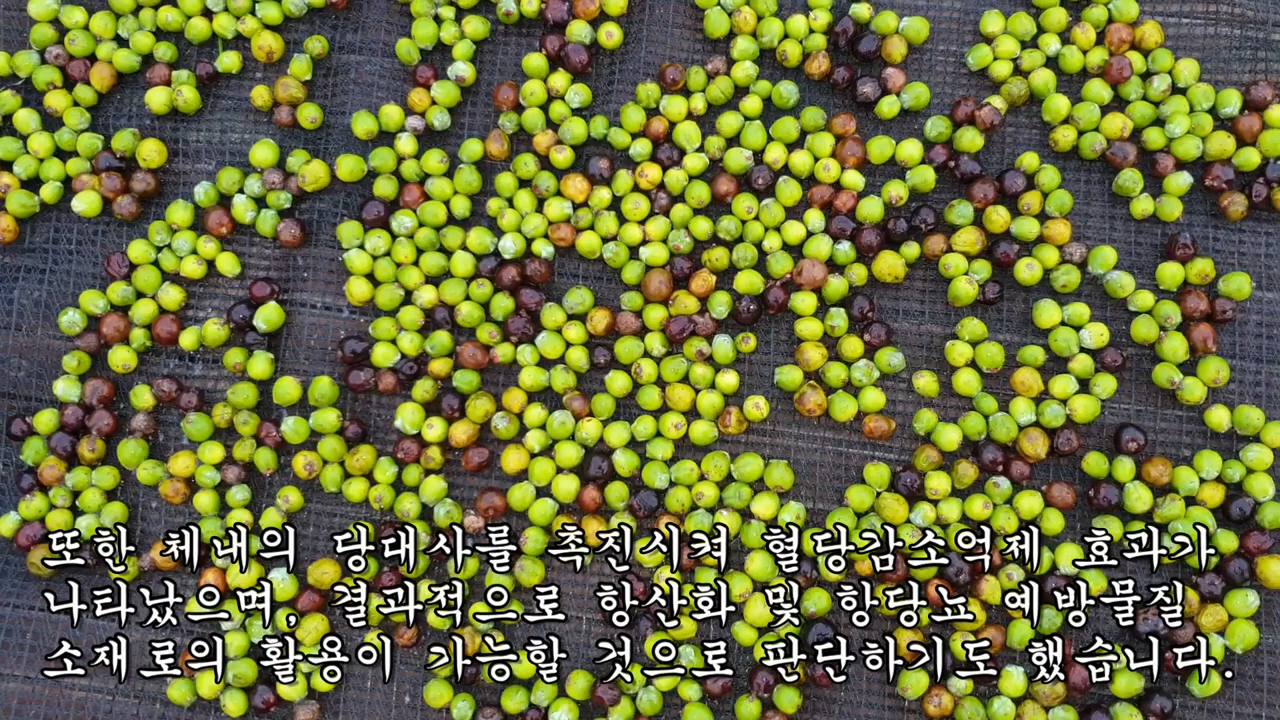 또한 체내의 당대사를 촉진시켜 혈당감소억제 효과가
나타났으며, 결과적으로 항산화 및 항당뇨 예방물질
소재로의 활용이 가능할 것으로 판단하기도 했습니다.